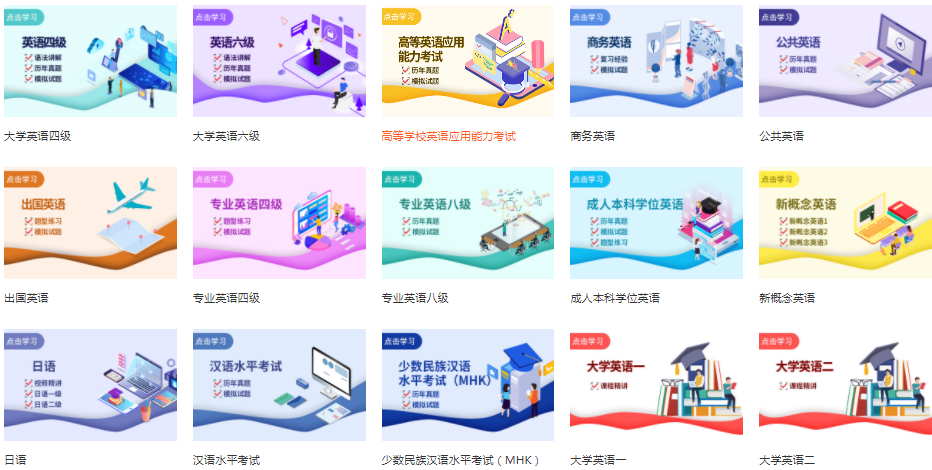 点击学习
英语四级
语法讲解
历年真题
模拟试题
大学英语四级
点击学习
英语六级
语法讲解
历年真题
模拟试题
大学英语六级
点击学习
高等英语应用
能力考试
历年真题
模拟试题
高等学校英语应用能力考试
点击学习
商务英语
复习经验
模拟试题
商务英语
点击学习
公共英语
历年真题
模拟试题
公共英语
点击学习
出国英语
题型练习
模拟试题
出国英语
点击学习
专业英语四级
题型练习
模拟试题
专业英语四级
点击学习
专业英语八级
历年真题
模拟试题
专业英语八级
点击学习
成人本科学位英语
历年真题
模拟试题
题型练习
成人本科学位英语
点击学习
新概念英语
新概念英语1
新概念英语2
新概念英语3
新概念英语
点击学习
日语
视频精讲
日语一级
日语二级
日语
点击学习
汉语水平考试
历年真题
模拟试题
汉语水平考试
点击学习
少数民族汉语
水平考试（MHK）
历年真题
模拟试题
少数民族汉语水平考试（MHK）
点击学习
大学英语一
课程精讲
大学英语一
点击学习
大学英语二
课程精讲
大学英语二